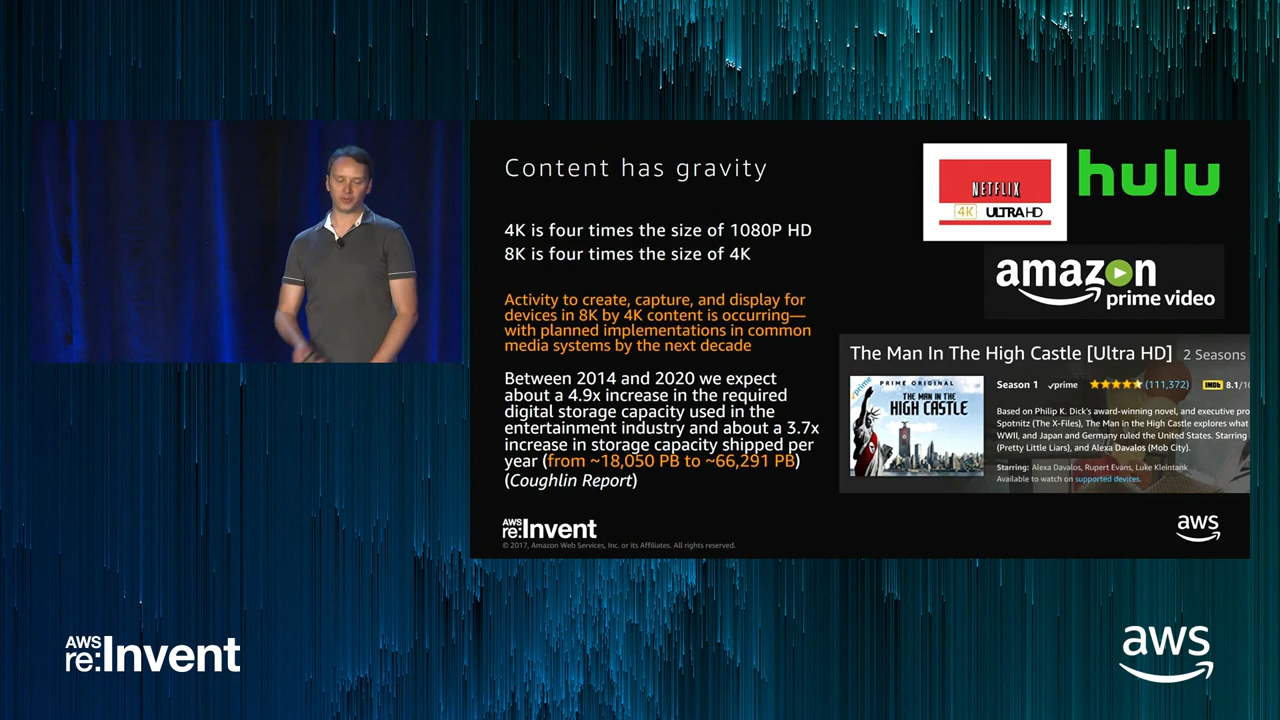 Content has gravity
4K is four times the size of 1080P HD
8K is four times the size of 4K
Activity to create, capture, and display for
devices in 8K by 4K content is occurring—
with planned implementations in common
media systems by the next decade
Between 2014 and 2020 we expect
about a 4.9x increase in the required
digital storage capacity used in the
entertainment industry and about a 3.7x
increase in storage capacity shipped per
year (from ~18,050 PB to ~66,291 PB)
(Coughlin Report)
NETFLIX
4K ULTRA HD
hulu
amazon
prime video
The Man In The High Castle [Ultra HD] 2 Seasons
prime
PRIME ORIGINAL
THE MAN IN THE
HIGH CASTLE
Season 1 prime (111,372) IMDb 8.1/10
Based on Philip K. Dick's award-winning novel, and executive pro
Spotnitz (The X-Files), The Man in the High Castle explores what
WWII, and Japan and Germany ruled the United States. Starring
(Pretty Little Liars), and Alexa Davalos (Mob City).
Starring: Alexa Davalos, Rupert Evans, Luke Kleintank
Available to watch on supported devices.
AWS
re:Invent
© 2017, Amazon Web Services, Inc. or its Affiliates. All rights reserved.
aws
AWS
re:Invent
aws